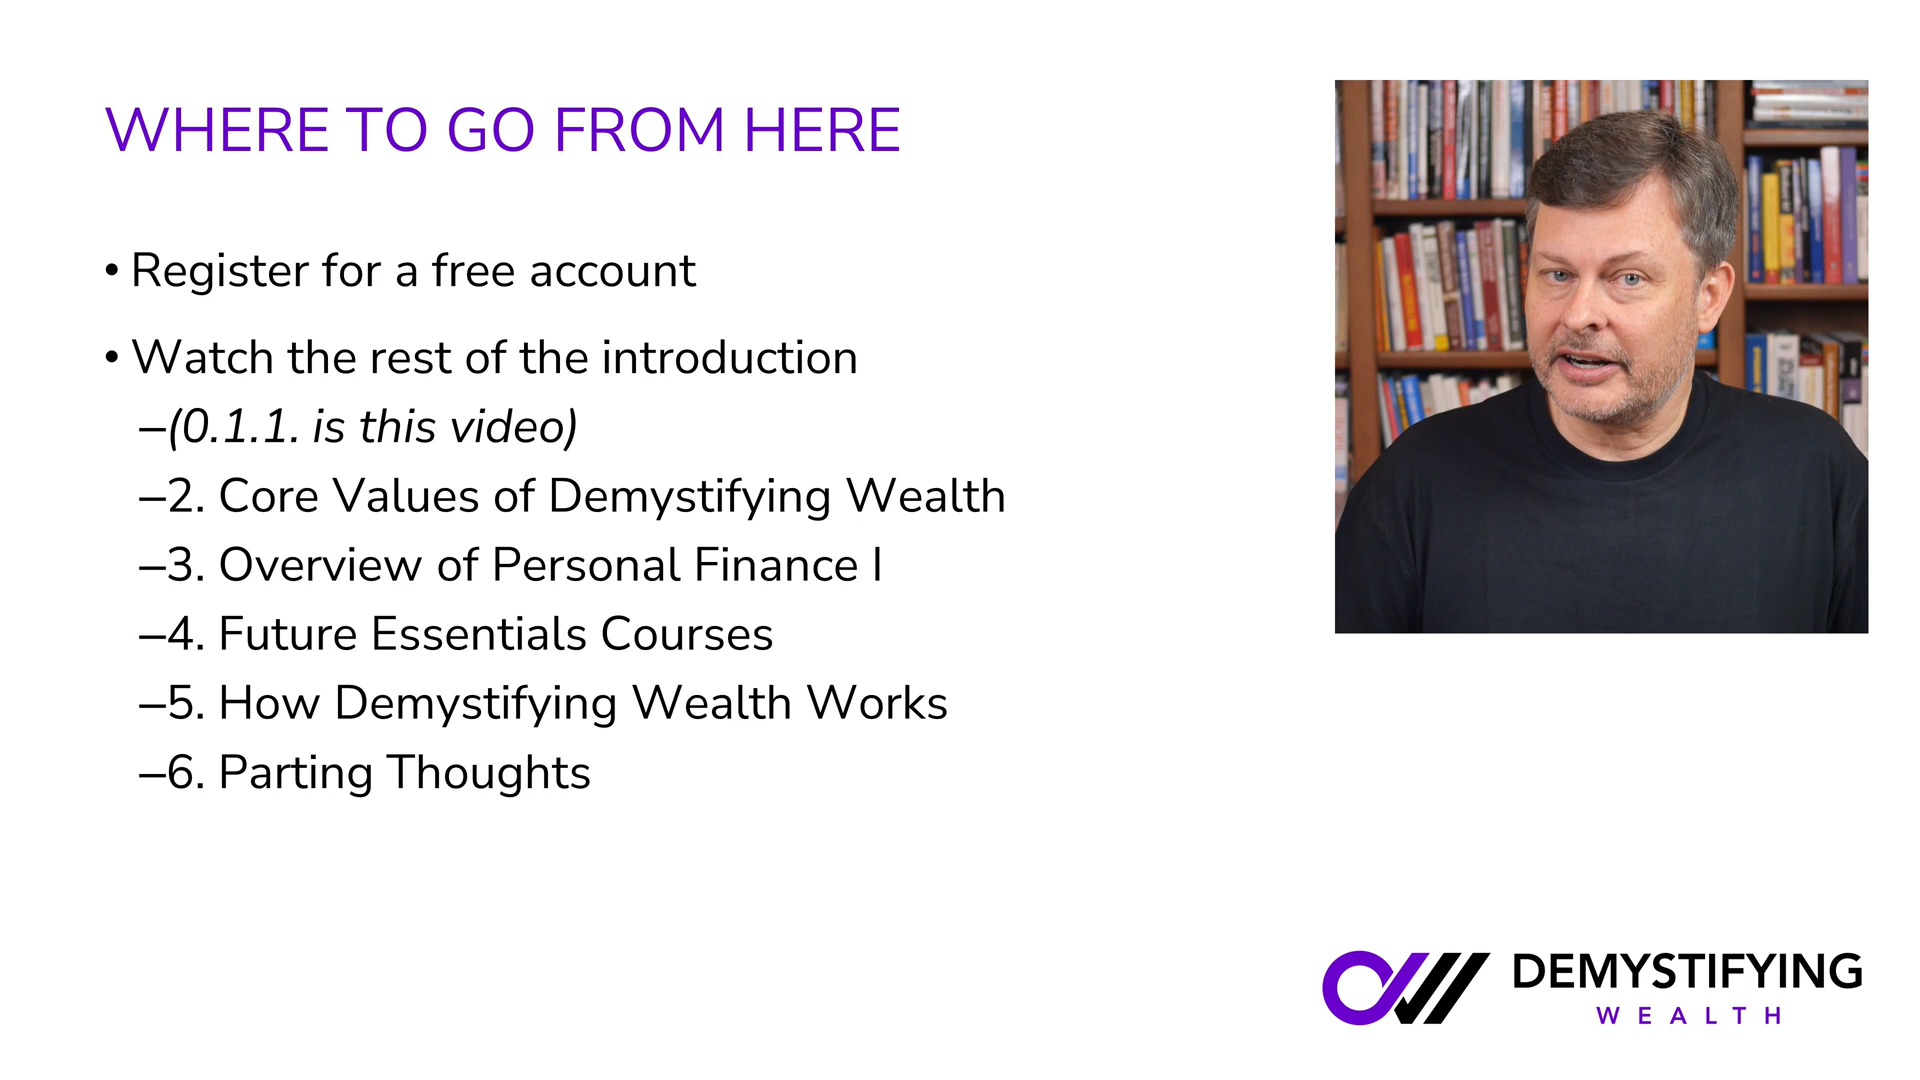 WHERE TO GO FROM HERE
• Register for a free account
• Watch the rest of the introduction
–(0.1.1. is this video)
–2. Core Values of Demystifying Wealth
–3. Overview of Personal Finance I
–4. Future Essentials Courses
–5. How Demystifying Wealth Works
–6. Parting Thoughts
DEMYSTIFYING
WEALTH